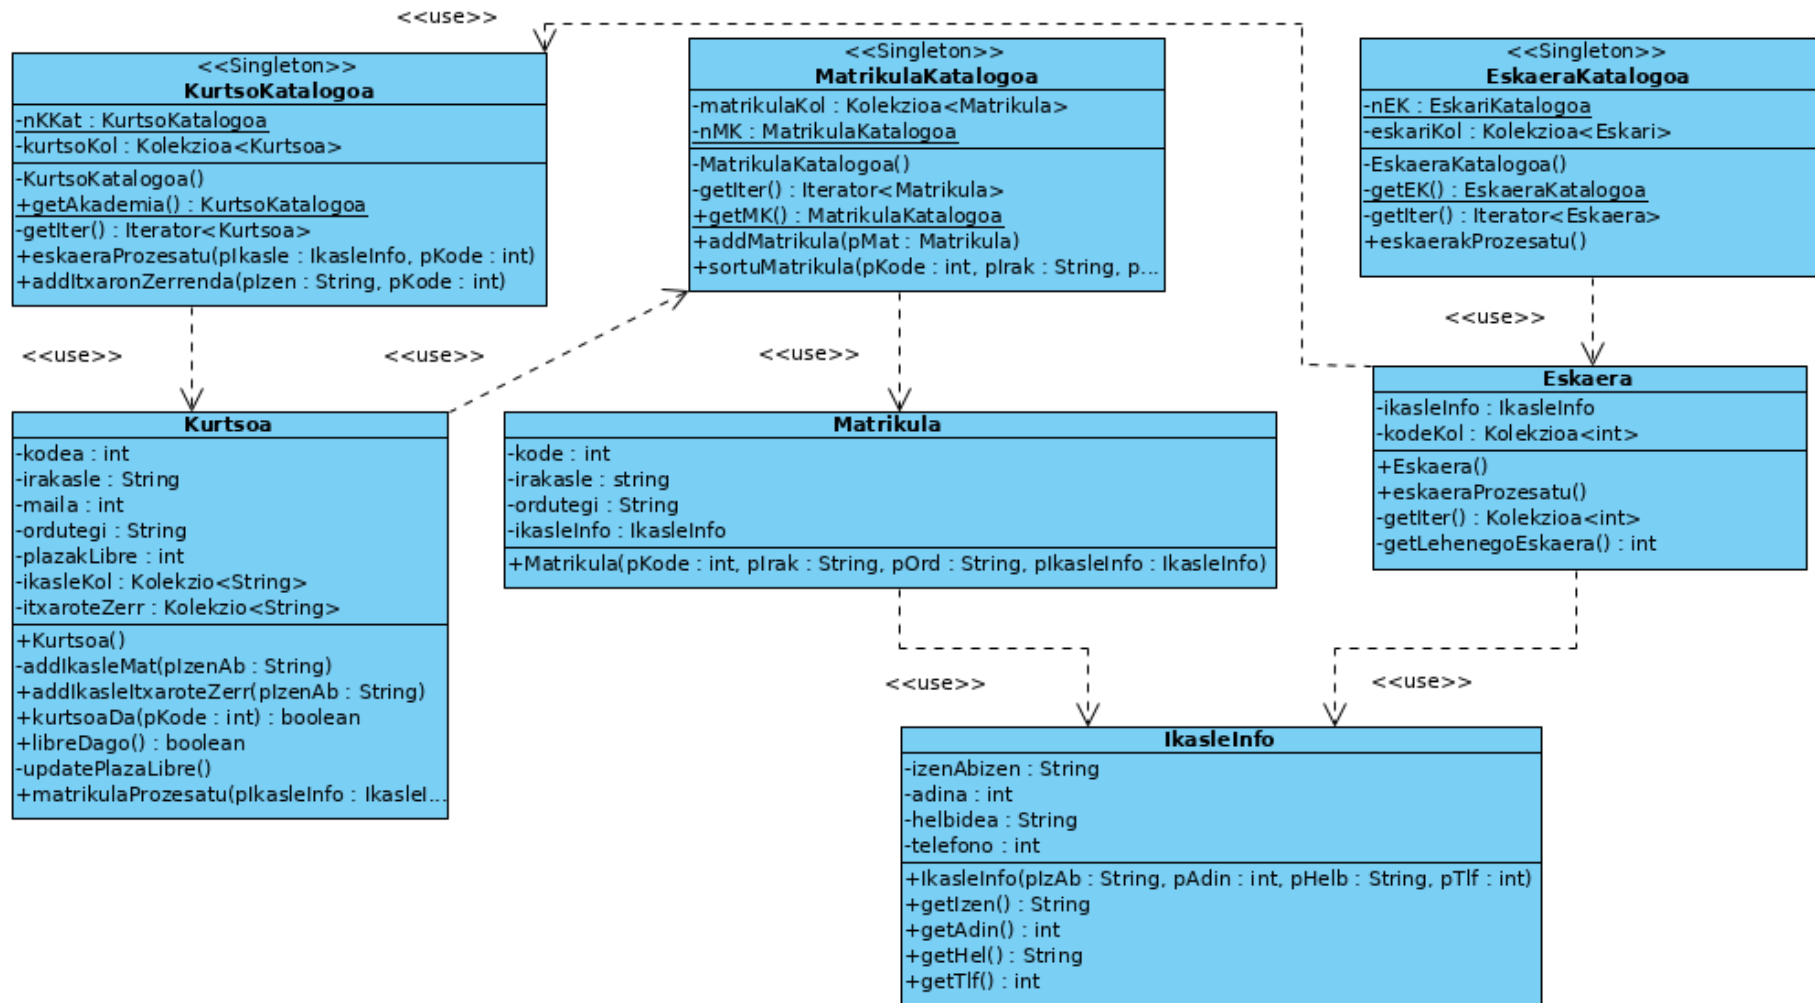 <<use>>
<<Singleton>>
KurtsoKatalogoa
-nKKat : KurtsoKatalogoa
-kurtsoKol : Kolekzioa<Kurtsoa>
-KurtsoKatalogoa()
+getAkademia() : KurtsoKatalogoa
-getIter() : Iterator<Kurtsoa>
+eskaeraProzesatu(pIkasle : IkasleInfo, pKode : int)
+addItxaronZerrenda(pIzen : String, pKode : int)
<<Singleton>>
MatrikulaKatalogoa
-matrikulaKol : Kolekzioa<Matrikula>
-nMK : MatrikulaKatalogoa
-MatrikulaKatalogoa()
-getIter() : Iterator<Matrikula>
+getMK() : MatrikulaKatalogoa
+addMatrikula(pMat : Matrikula)
+sortuMatrikula(pKode : int, pIrak : String, p...
<<Singleton>>
EskaeraKatalogoa
-nEK : EskariKatalogoa
-eskariKol : Kolekzioa<Eskari>
-EskaeraKatalogoa()
-getEK() : EskaeraKatalogoa
-getIter() : Iterator<Eskaera>
+eskaerakProzesatu()
<<use>>
<<use>>
<<use>>
<<use>>
Kurtsoa
-kodea : int
-irakasle : String
-maila : int
-ordutegi : String
-plazakLibre : int
-ikasleKol : Kolekzio<String>
-itxaroteZerr : Kolekzio<String>
+Kurtsoa()
-addIkasleMat(pIzenAb : String)
+addIkasleItxaroteZerr(pIzenAb : String)
+kurtsoaDa(pKode : int) : boolean
+libreDago() : boolean
-updatePlazaLibre()
+matrikulaProzesatu(pIkasleInfo : IkasleI...
Matrikula
-kode : int
-irakasle : string
-ordutegi : String
-ikasleInfo : IkasleInfo
+Matrikula(pKode : int, pIrak : String, pOrd : String, pIkasleInfo : IkasleInfo)
Eskaera
-ikasleInfo : IkasleInfo
-kodeKol : Kolekzioa<int>
+Eskaera()
+eskaeraProzesatu()
-getIter() : Kolekzioa<int>
-getLehenegoEskaera() : int
<<use>>
<<use>>
IkasleInfo
-izenAbizen : String
-adina : int
-helbidea : String
-telefono : int
+IkasleInfo(pIzAb : String, pAdin : int, pHelb : String, pTlf : int)
+getIzen() : String
+getAdin() : int
+getHel() : String
+getTlf() : int